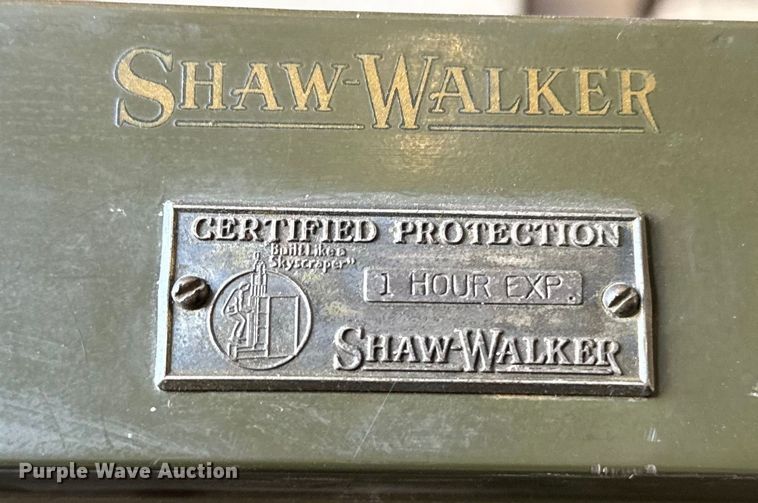 SHAW-WALKER
CERTIFIED PROTECTION
"Built Like a
Skyscraper"
1 HOUR EXP.
SHAW-WALKER
Purple Wave Auction